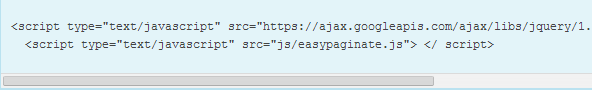 <script type="text/javascript" src="https://ajax.googleapis.com/ajax/libs/jquery/1.
<script type="text/javascript" src="js/easypaginate.js"> </ script>